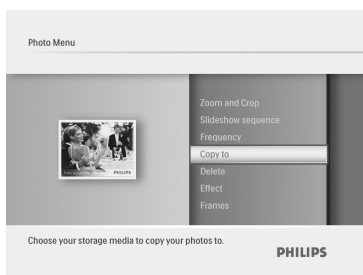 Photo Menu
Zoom and Crop
Slideshow sequence
Frequency
Copy to
Delete
Effect
Frames
PHILIPS
Choose your storage media to copy your photos to.
PHILIPS